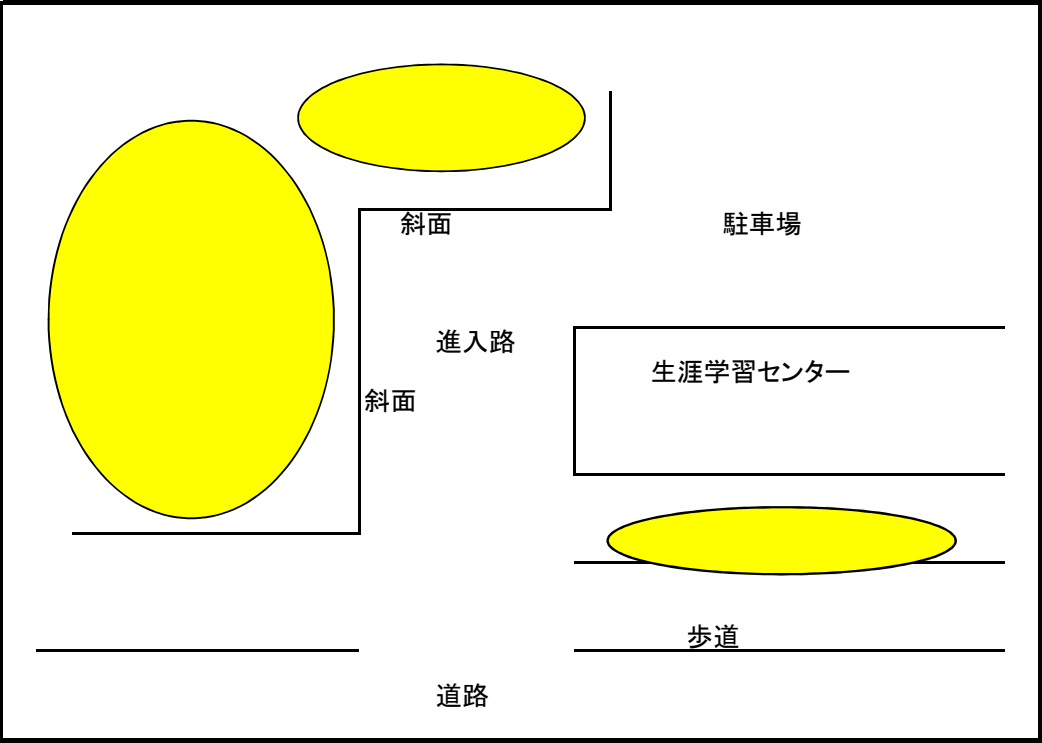 斜面
駐車場
進入路
生涯学習センター
斜面
歩道
道路